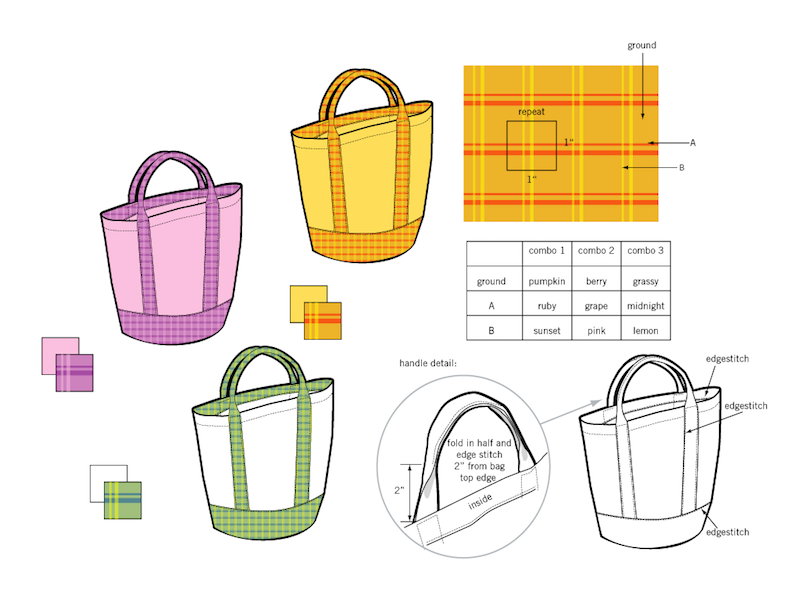 ground
repeat
1"
1"
A
B
combo 1 combo 2 combo 3
ground pumpkin berry grassy
A ruby grape midnight
B sunset pink lemon
handle detail:
fold in half and
edge stitch
2" from bag
top edge
2"
inside
edgestitch
edgestitch
edgestitch